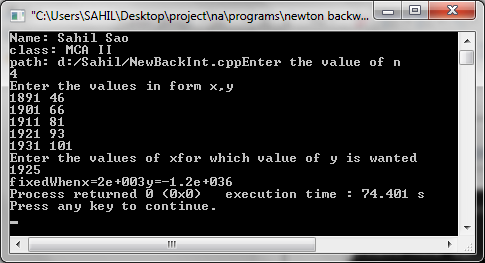 "C:\Users\SAHIL\Desktop\project\na\programs\newton backw...
Name: Sahil Sao
class: MCA II
path: d:/Sahil/NewBackInt.cppEnter the value of n
4
Enter the values in form x,y
1891 46
1901 66
1911 81
1921 93
1931 101
Enter the values of xfor which value of y is wanted
1925
fixedWhenx=2e+003y=-1.2e+036
Process returned 0 (0x0)   execution time : 74.401 s
Press any key to continue.